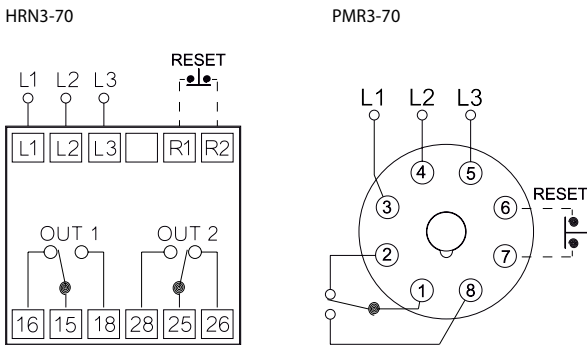 HRN3-70
PMR3-70
RESET
L1 L2 L3
L1 L2 L3 R1 R2
OUT 1 OUT 2
16 15 18 28 25 26
L1 L2 L3
4 5
3 6
RESET
2 7
1 8